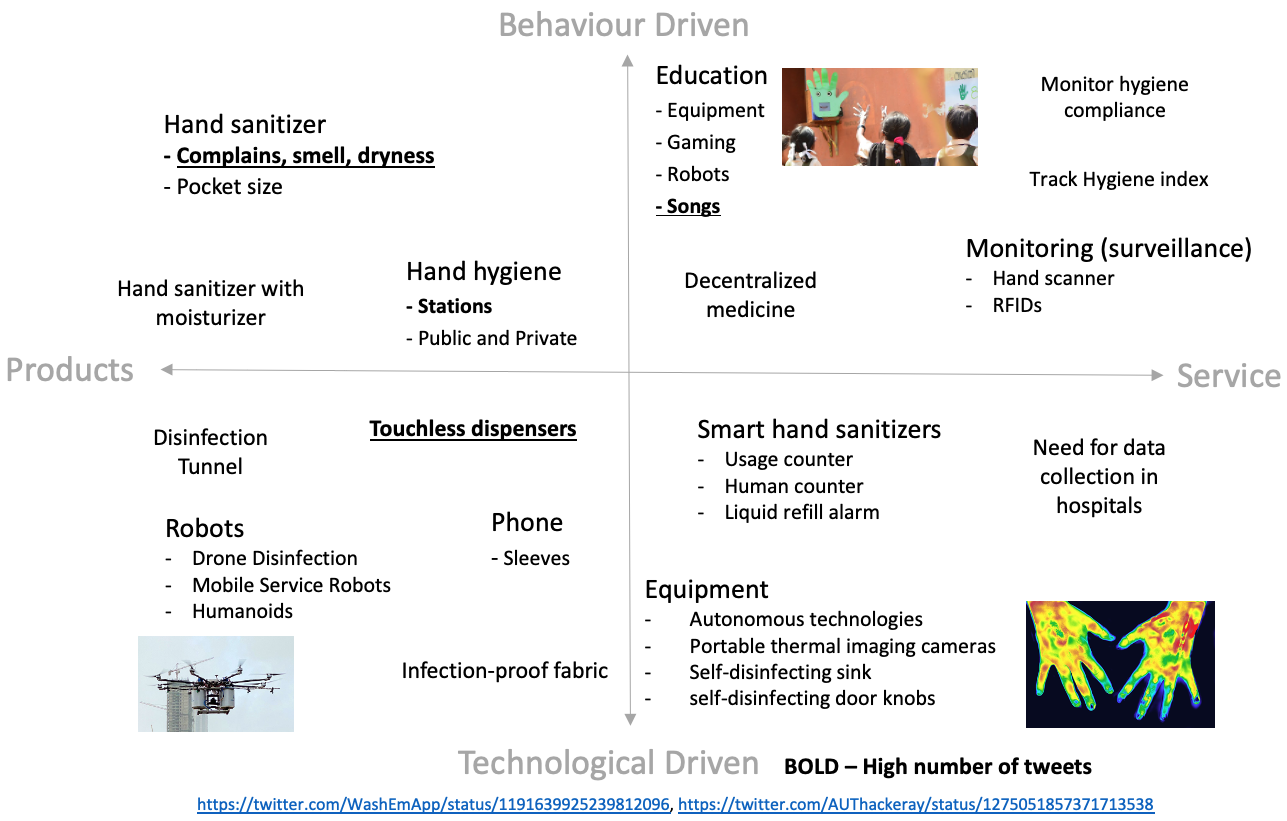 Behaviour Driven
Hand sanitizer
- Complains, smell, dryness
- Pocket size
Hand sanitizer with
moisturizer
Hand hygiene
- Stations
- Public and Private
Education
- Equipment
- Gaming
- Robots
- Songs
Monitor hygiene
compliance
Track Hygiene index
Decentralized
medicine
Monitoring (surveillance)
- Hand scanner
- RFIDs
Products
Service
Disinfection
Tunnel
Touchless dispensers
Robots
- Drone Disinfection
- Mobile Service Robots
- Humanoids
Phone
- Sleeves
Infection-proof fabric
Smart hand sanitizers
- Usage counter
- Human counter
- Liquid refill alarm
Need for data
collection in
hospitals
Equipment
- Autonomous technologies
- Portable thermal imaging cameras
- Self-disinfecting sink
- self-disinfecting door knobs
Technological Driven
BOLD – High number of tweets
https://twitter.com/WashEmApp/status/1191639925239812096, https://twitter.com/AUThackeray/status/1275051857371713538